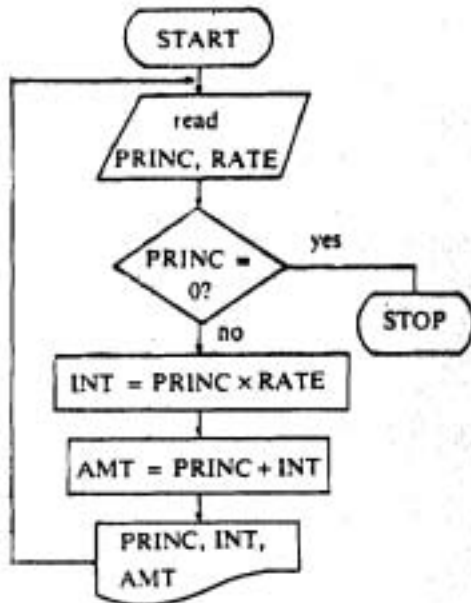 START
read
PRINC, RATE
PRINC =
0?
yes
STOP
no
INT = PRINC × RATE
AMT = PRINC + INT
PRINC, INT,
AMT